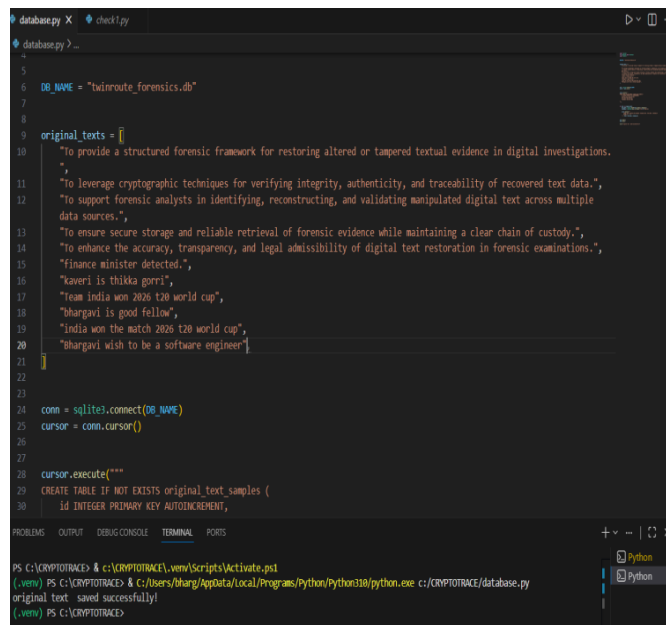 database.py X check1.py
database.py > ...
4
5
6 DB_NAME = "twinroute_forensics.db"
7
8
9 original_texts = [
10 "To provide a structured forensic framework for restoring altered or tampered textual evidence in digital investigations.
",
11 "To leverage cryptographic techniques for verifying integrity, authenticity, and traceability of recovered text data.",
12 "To support forensic analysts in identifying, reconstructing, and validating manipulated digital text across multiple
data sources.",
13 "To ensure secure storage and reliable retrieval of forensic evidence while maintaining a clear chain of custody.",
14 "To enhance the accuracy, transparency, and legal admissibility of digital text restoration in forensic examinations.",
15 "finance minister detected.",
16 "kaveri is thikka gorri",
17 "Team india won 2026 t20 world cup",
18 "bhargavi is good fellow",
19 "india won the match 2026 t20 world cup",
20 "Bhargavi wish to be a software engineer",
21 ]
22
23
24 conn = sqlite3.connect(DB_NAME)
25 cursor = conn.cursor()
26
27
28 cursor.execute("""
29 CREATE TABLE IF NOT EXISTS original_text_samples (
30 id INTEGER PRIMARY KEY AUTOINCREMENT,
PROBLEMS OUTPUT DEBUG CONSOLE TERMINAL PORTS
Python
Python
PS C:\CRYPTOTRACE> & c:\CRYPTOTRACE\.venv\Scripts\Activate.ps1
(.venv) PS C:\CRYPTOTRACE> & C:/Users/bharg/AppData/Local/Programs/Python/Python310/python.exe c:/CRYPTOTRACE/database.py
original text saved successfully!
(.venv) PS C:\CRYPTOTRACE>